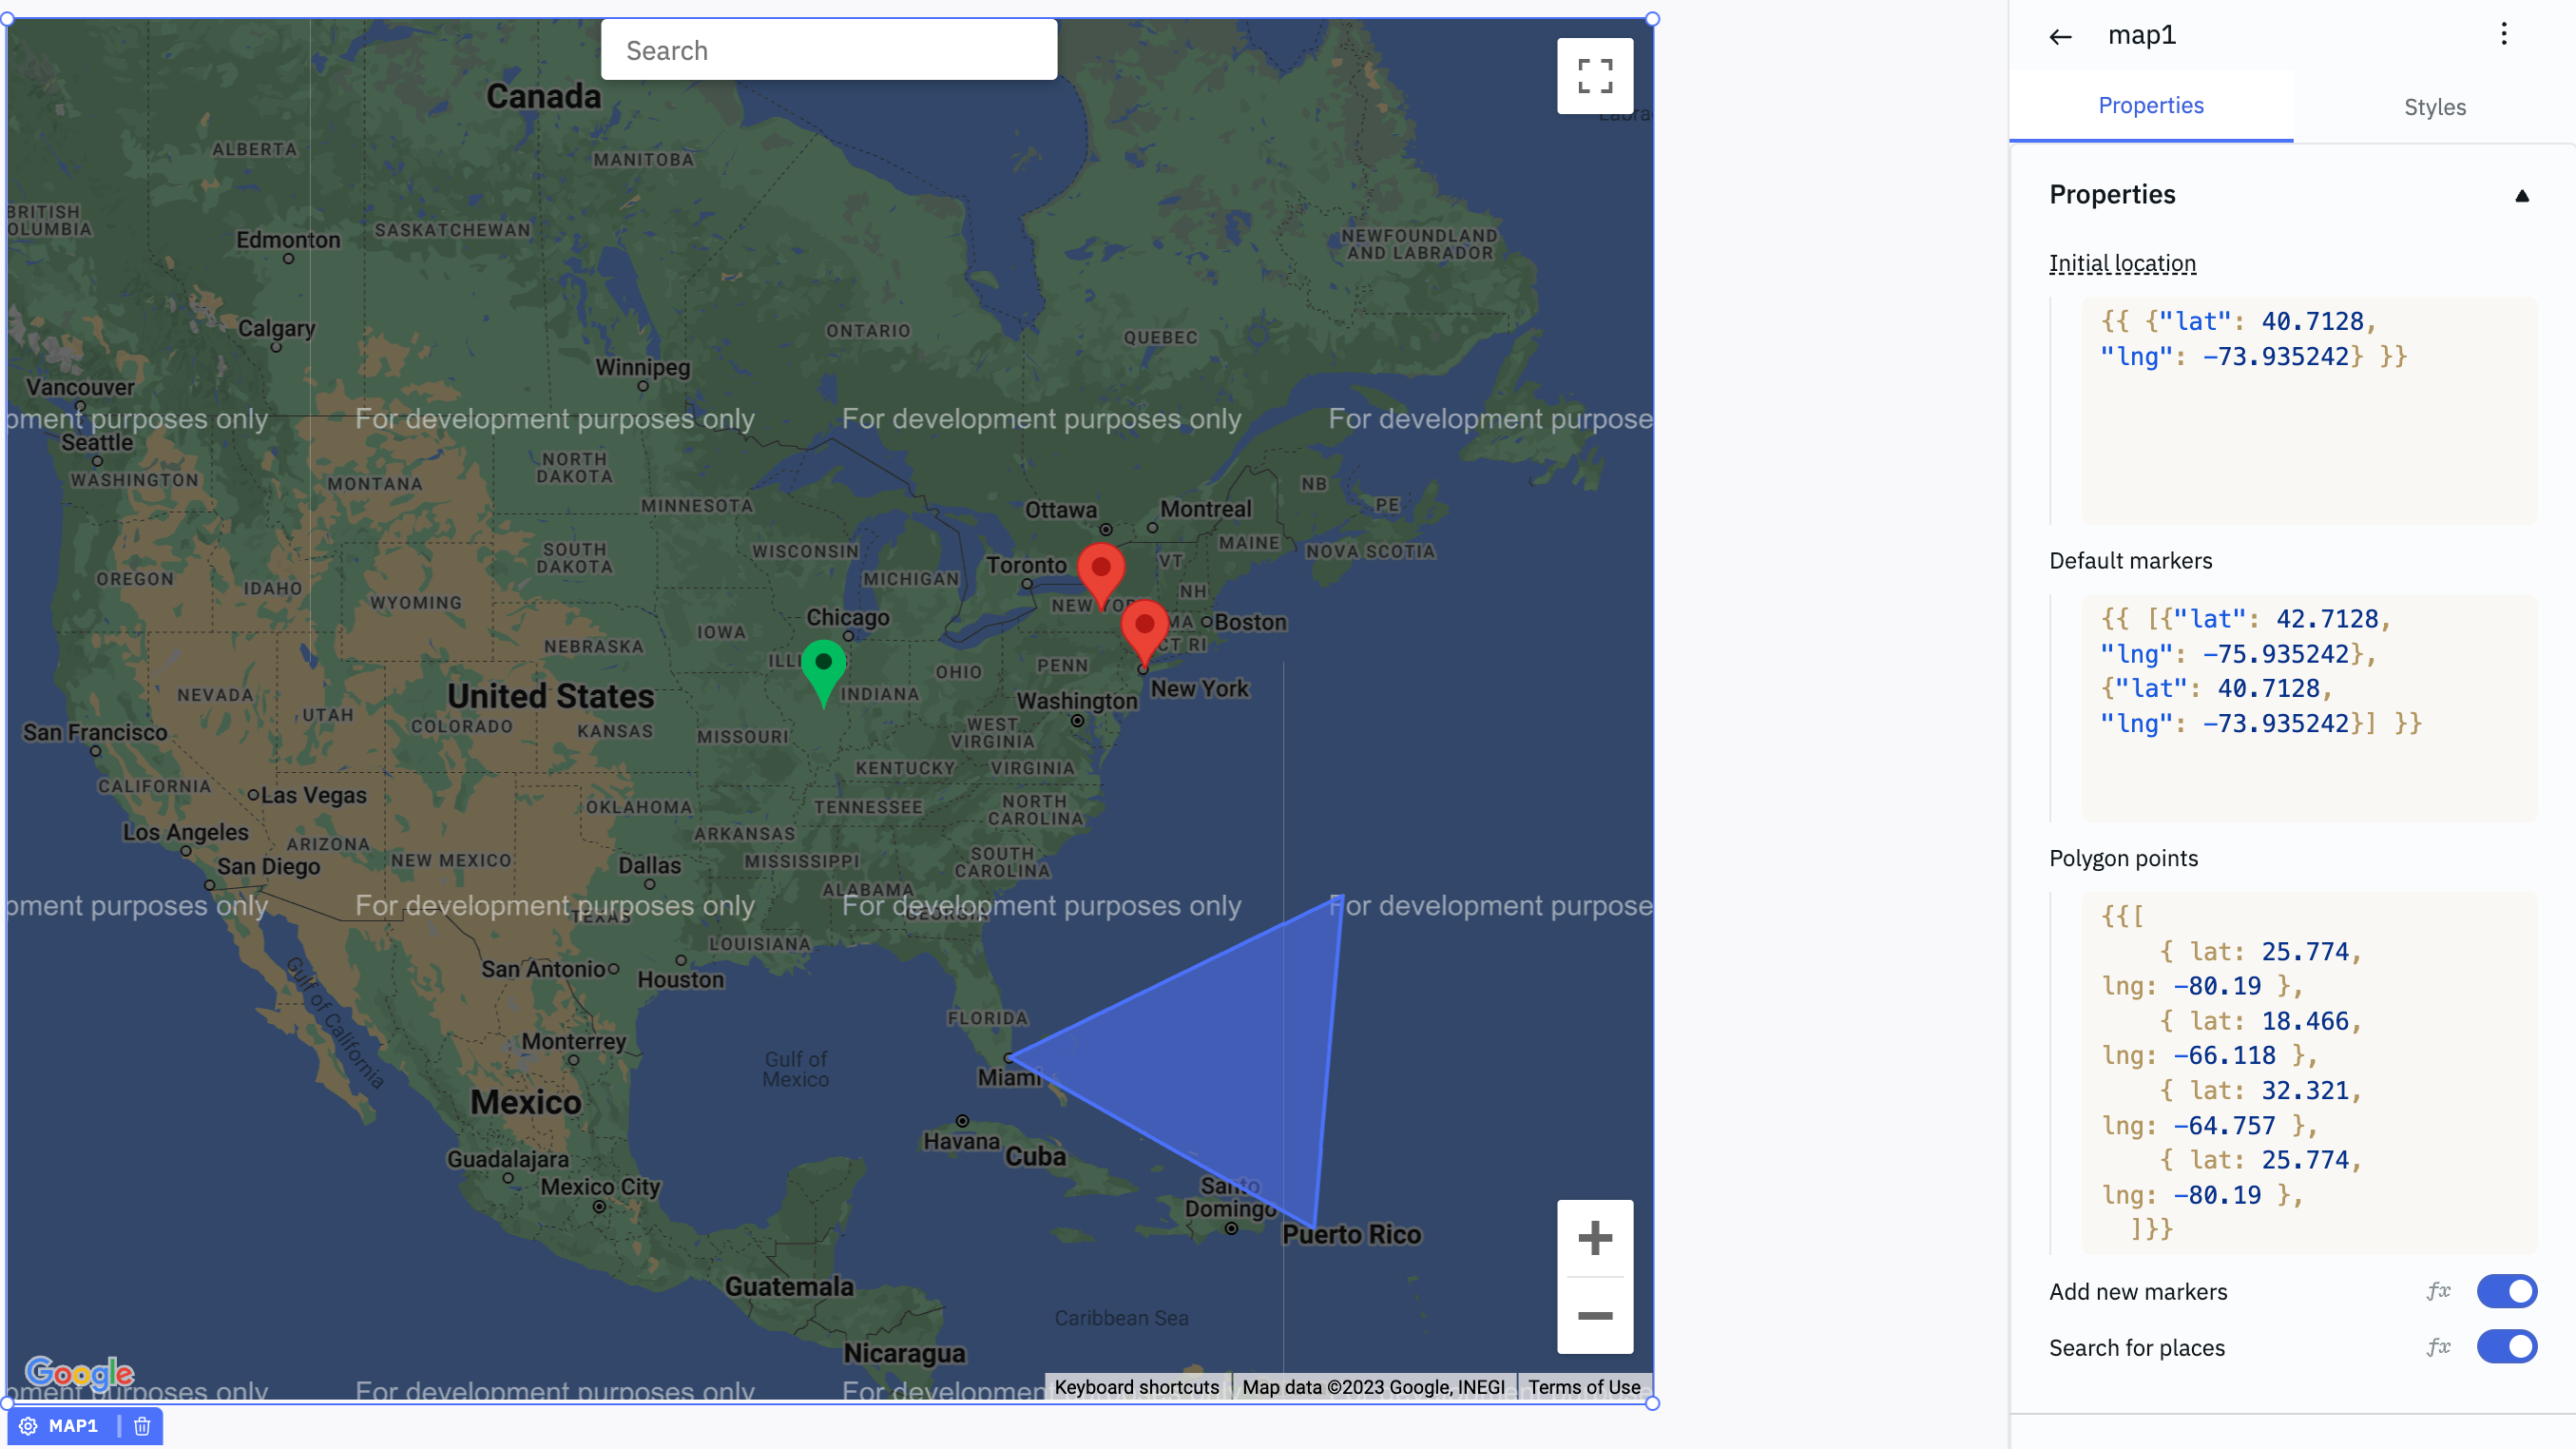 Search
Canada
Labra
ALBERTA
MANITOBA
BRITISH
OLUMBIA
Edmonton
SASKATCHEWAN
NEWFOUNDLAND
AND LABRADOR
Calgary
ONTARIO
QUEBEC
Winnipeg
Vancouver
pment purposes only
For development purposes only
For development purposes only
For development purpose
Seattle
WASHINGTON
NORTH
DAKOTA
MONTANA
MINNESOTA
NB
PE
Ottawa
Montreal
WISCONSIN
MAINE
NOVA SCOTIA
SOUTH
DAKOTA
Toronto
VT
OREGON
IDAHO
MICHIGAN
NH
WYOMING
NEW YOR
Chicago
MA
Boston
IOWA
NEBRASKA
CT RI
ILLI
OHIO
PENN
United States
NEVADA
INDIANA
New York
Washington
UTAH
COLORADO
KANSAS
MISSOURI
WEST
VIRGINIA
San Francisco
KENTUCKY
VIRGINIA
CALIFORNIA
Las Vegas
OKLAHOMA
TENNESSEE
NORTH
CAROLINA
Los Angeles
ARIZONA
ARKANSAS
NEW MEXICO
Dallas
MISSISSIPPI
SOUTH
CAROLINA
San Diego
ALABAMA
pment purposes only
For development purposes only
For development purposes only
For development purpose
TEXAS
GEORGIA
LOUISIANA
San Antonio
Houston
Gulf of California
FLORIDA
Monterrey
Gulf of
Mexico
Miami
Mexico
Havana
Cuba
Guadalajara
Mexico City
Santo
Domingo
Puerto Rico
Guatemala
Caribbean Sea
Nicaragua
Google
pment purposes only
For development purposes only
For developmen
Keyboard shortcuts
Map data ©2023 Google, INEGI
Terms of Use
MAP1
map1
Properties
Styles
Properties
Initial location
{{ {"lat": 40.7128,
"lng": -73.935242} }}
Default markers
{{ [{"lat": 42.7128,
"lng": -75.935242},
{"lat": 40.7128,
"lng": -73.935242}] }}
Polygon points
{{[
{ lat: 25.774,
lng: -80.19 },
{ lat: 18.466,
lng: -66.118 },
{ lat: 32.321,
lng: -64.757 },
{ lat: 25.774,
lng: -80.19 },
]}}
Add new markers
fx
Search for places
fx